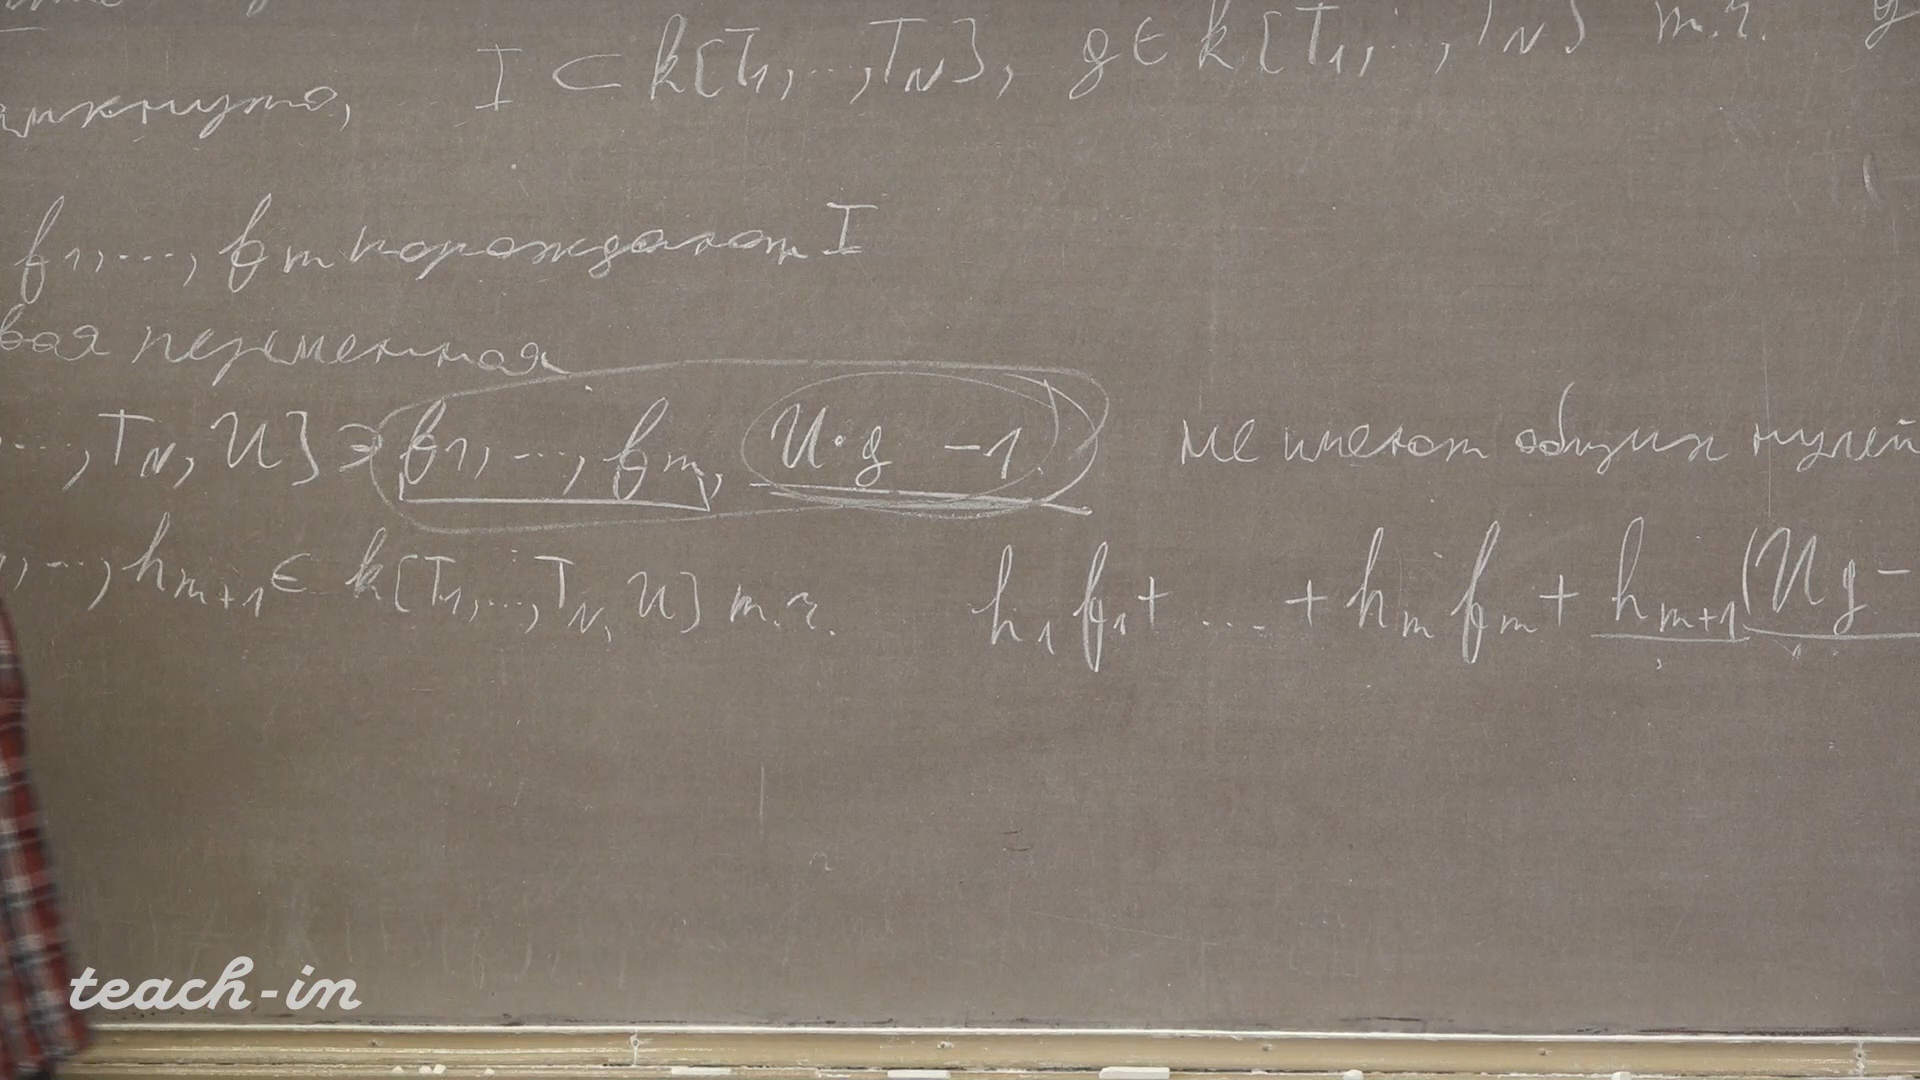 I ⊂ k[T₁, .., T_N], g ∈ k[T₁, .., T_N] т.ч. g
мкнуто,
f₁, ..., f_m порождают I
вая переменная
..., T_N, U] ∋ f₁, ..., f_m, U·g − 1 не имеют общих нулей
, ..., h_{m+1} ∈ k[T₁, ..., T_N, U] т.ч. h₁f₁ + ... + h_m f_m + h_{m+1}(Ug −
teach-in